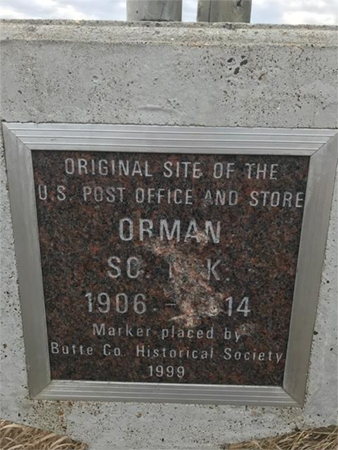 ORIGINAL SITE OF THE
U.S. POST OFFICE AND STORE
ORMAN
SO.
1906 -
Marker placed by
Butte Co. Historical Society
1999